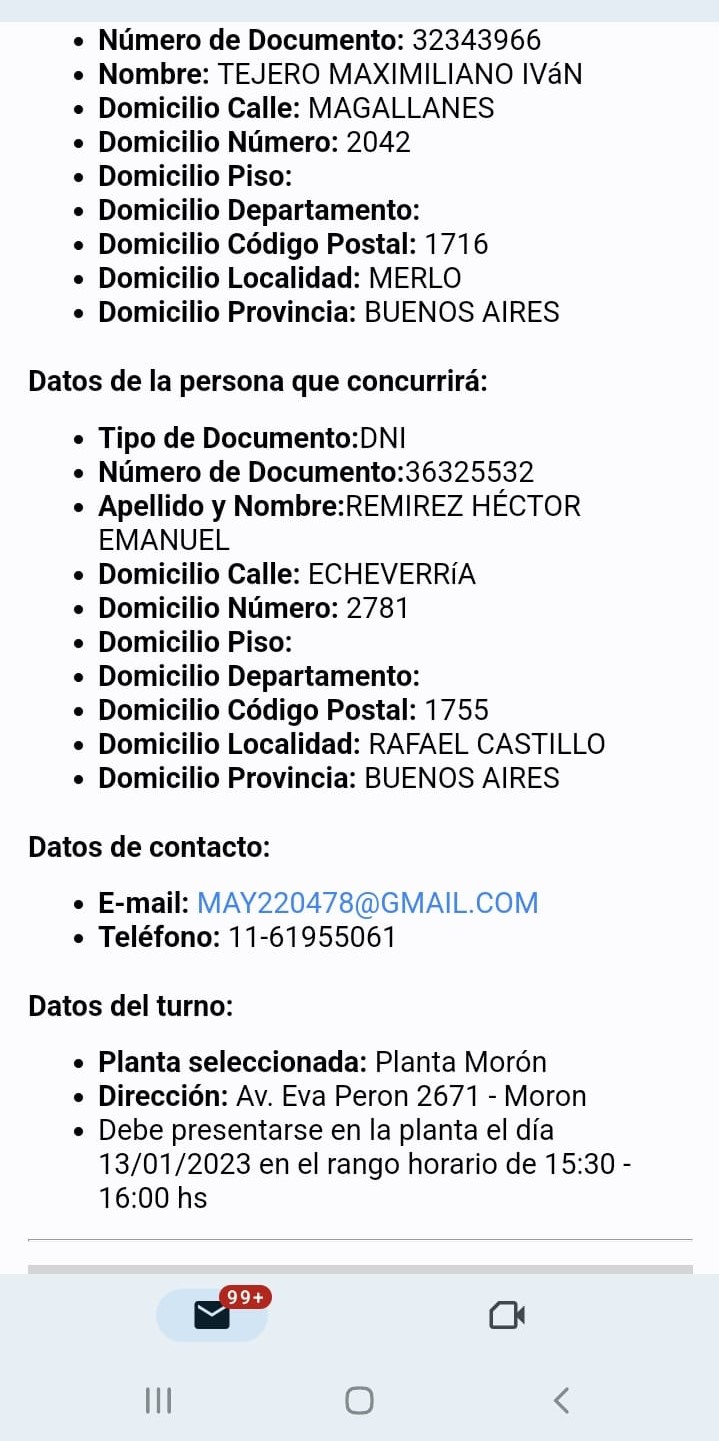 Número de Documento: 32343966
Nombre: TEJERO MAXIMILIANO IVáN
Domicilio Calle: MAGALLANES
Domicilio Número: 2042
Domicilio Piso:
Domicilio Departamento:
Domicilio Código Postal: 1716
Domicilio Localidad: MERLO
Domicilio Provincia: BUENOS AIRES
Datos de la persona que concurrirá:
Tipo de Documento:DNI
Número de Documento:36325532
Apellido y Nombre:REMIREZ HÉCTOR
EMANUEL
Domicilio Calle: ECHEVERRíA
Domicilio Número: 2781
Domicilio Piso:
Domicilio Departamento:
Domicilio Código Postal: 1755
Domicilio Localidad: RAFAEL CASTILLO
Domicilio Provincia: BUENOS AIRES
Datos de contacto:
E-mail: MAY220478@GMAIL.COM
Teléfono: 11-61955061
Datos del turno:
Planta seleccionada: Planta Morón
Dirección: Av. Eva Peron 2671 - Moron
Debe presentarse en la planta el día
13/01/2023 en el rango horario de 15:30 -
16:00 hs
99+